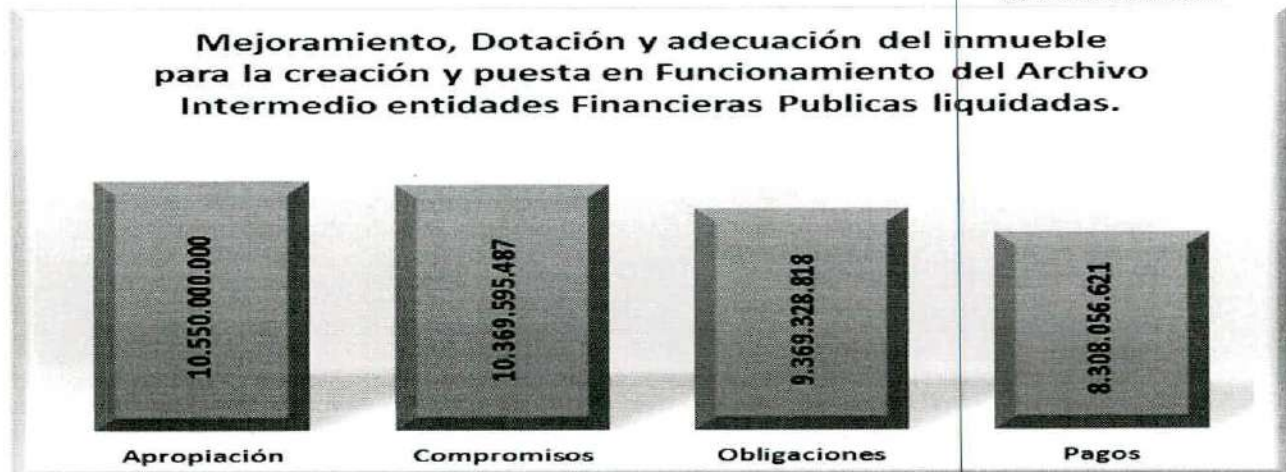 Mejoramiento, Dotación y adecuación del inmueble
para la creación y puesta en Funcionamiento del Archivo
Intermedio entidades Financieras Publicas liquidadas.
10.550.000.000
10.369.595.487
9.369.328.818
8.308.056.621
Apropiación
Compromisos
Obligaciones
Pagos